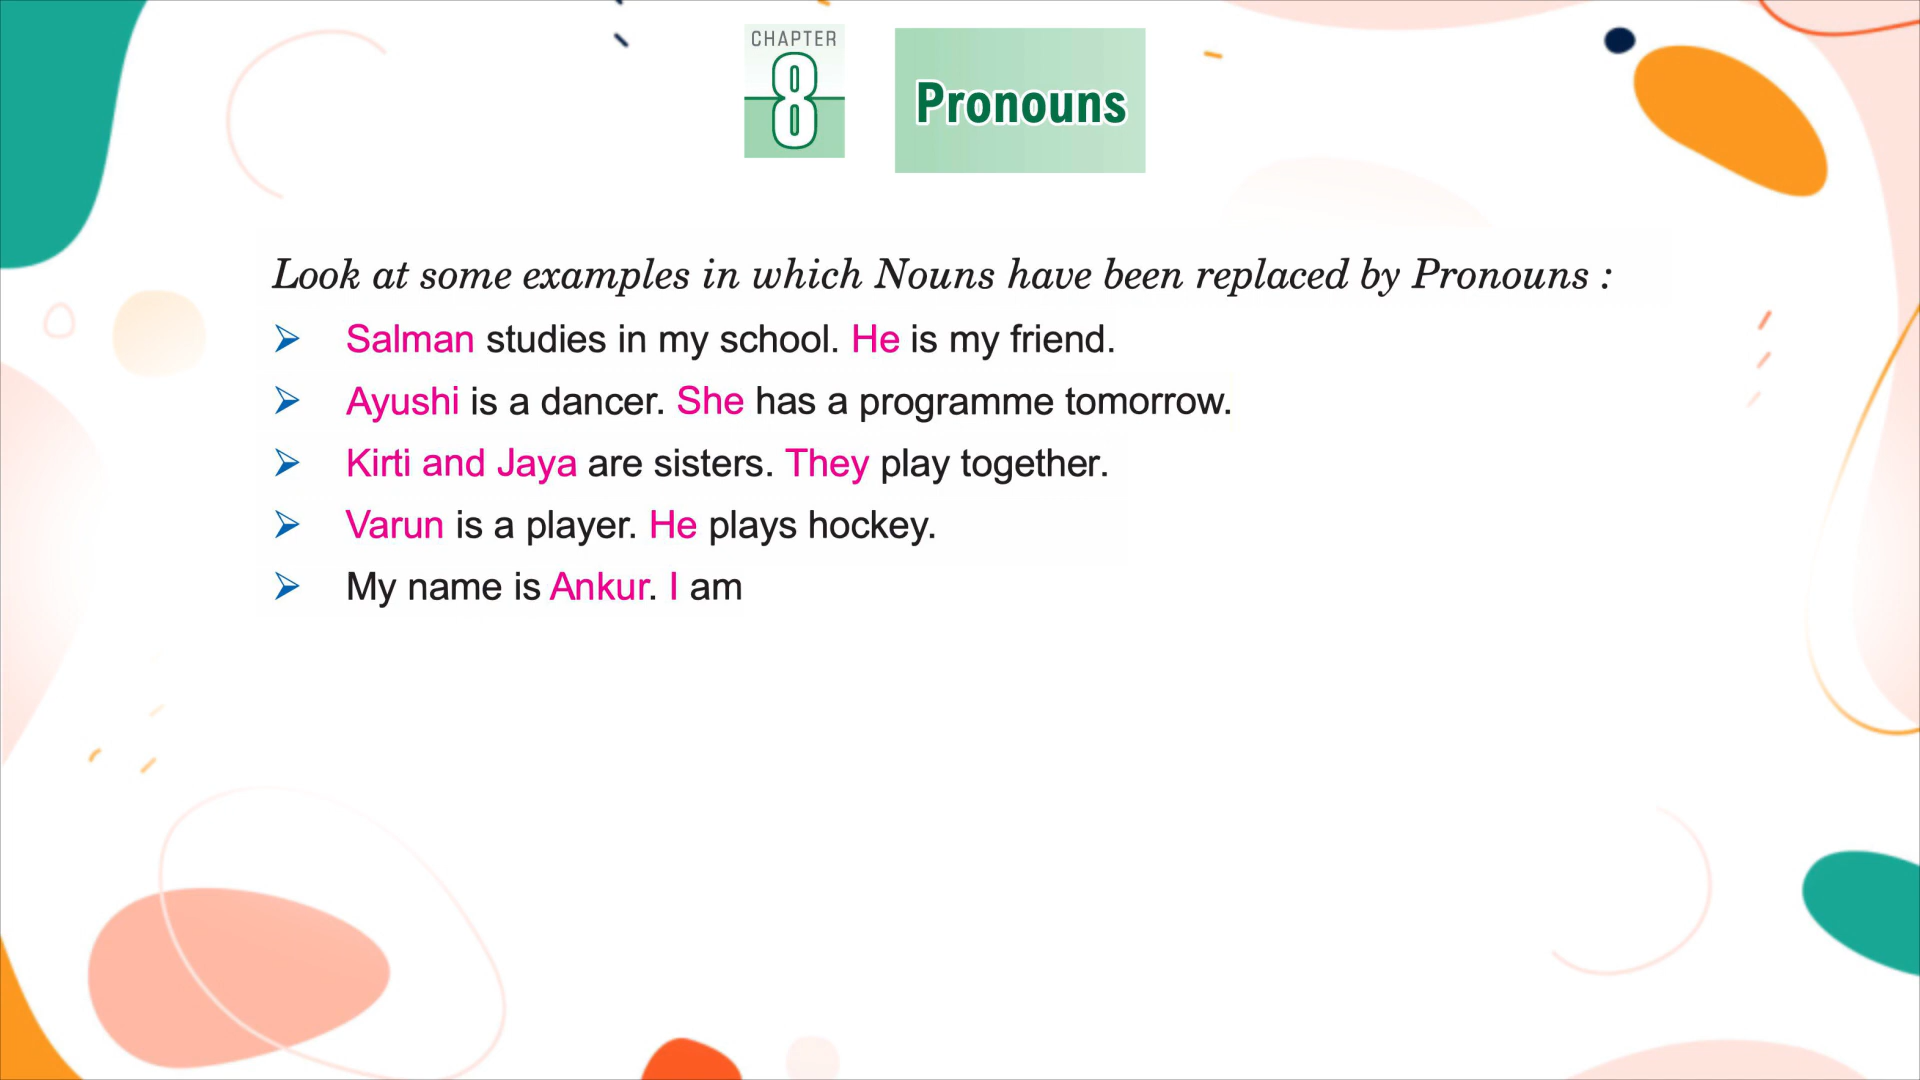 CHAPTER
8
Pronouns
Look at some examples in which Nouns have been replaced by Pronouns :
➢ Salman studies in my school. He is my friend.
➢ Ayushi is a dancer. She has a programme tomorrow.
➢ Kirti and Jaya are sisters. They play together.
➢ Varun is a player. He plays hockey.
➢ My name is Ankur. I am